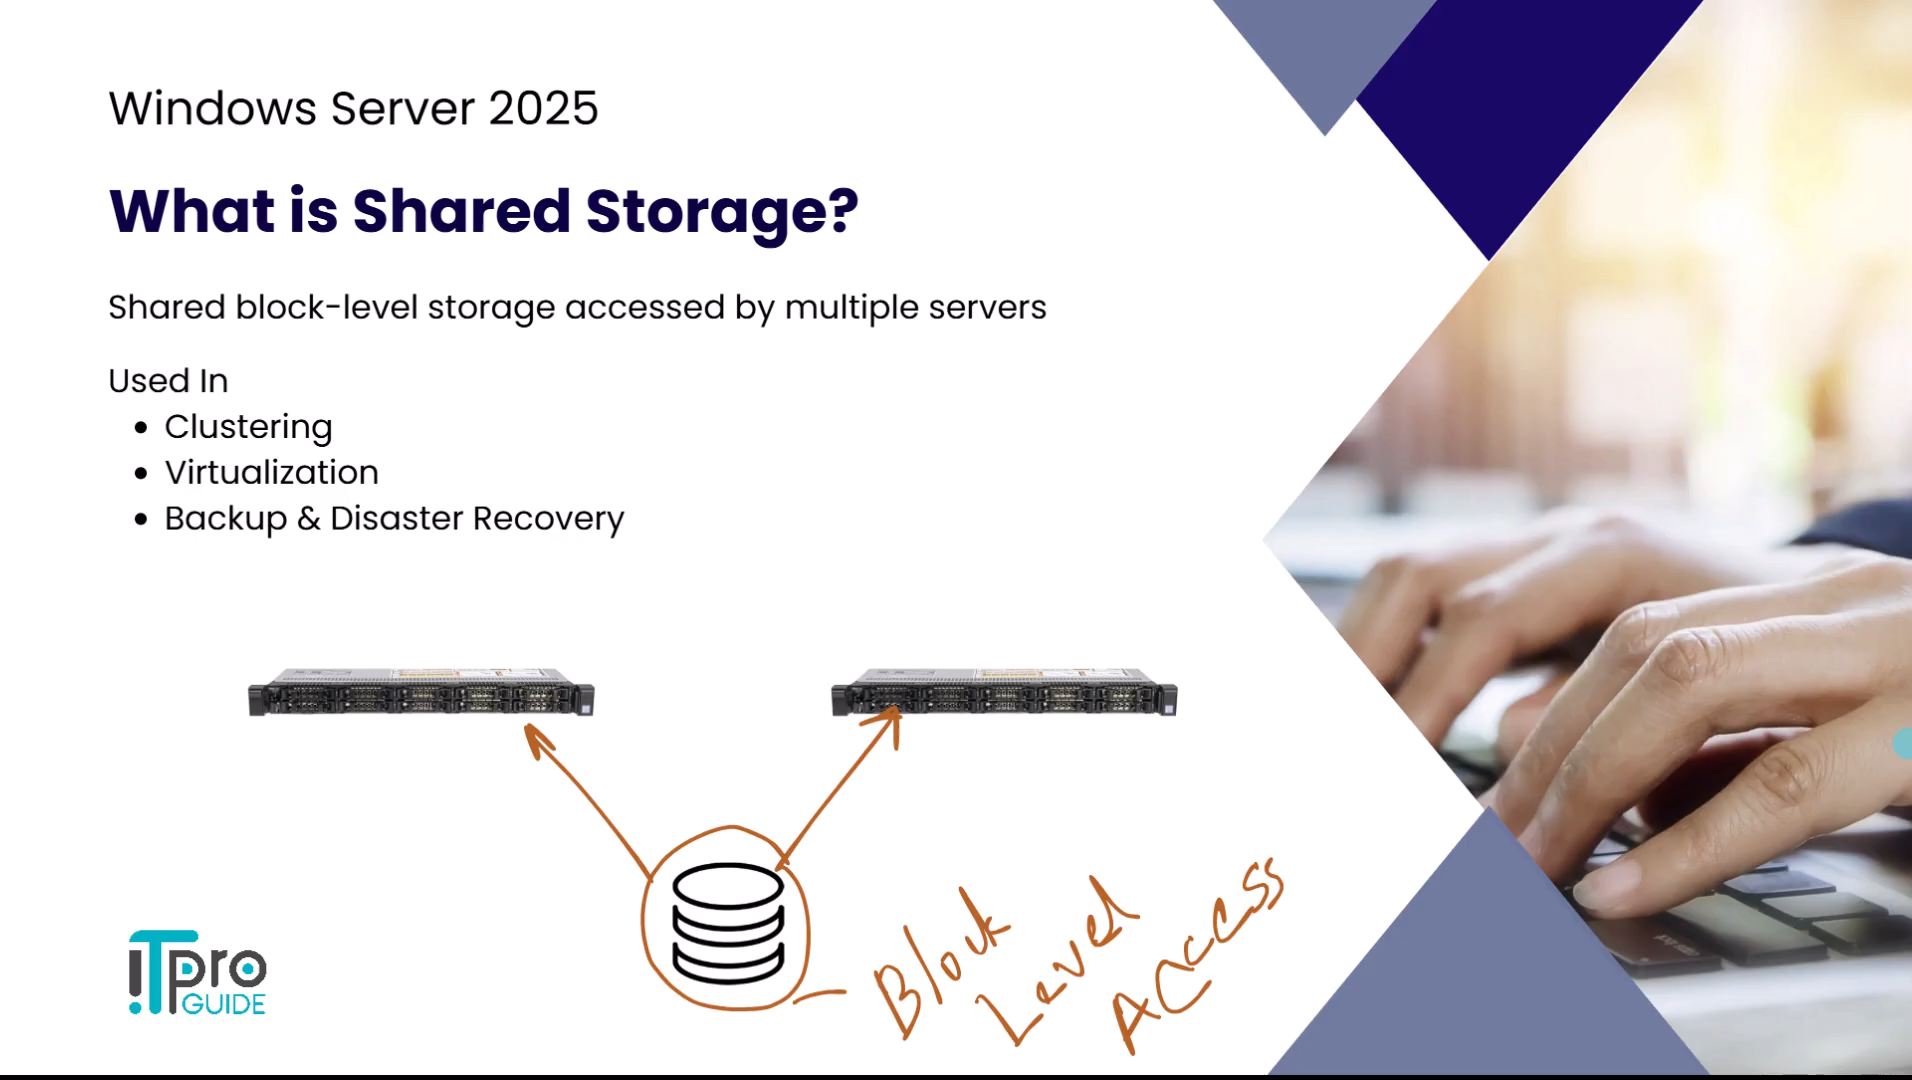 Windows Server 2025
What is Shared Storage?
Shared block-level storage accessed by multiple servers
Used In
• Clustering
• Virtualization
• Backup & Disaster Recovery
Block
Level
Access
iTpro
GUIDE